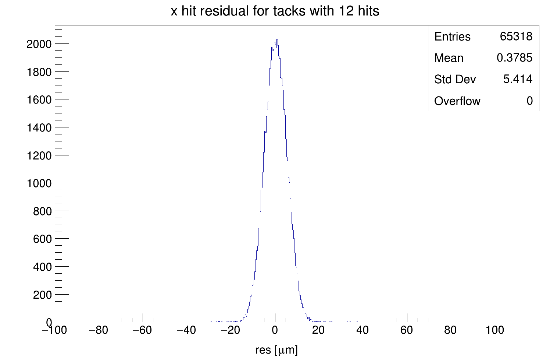 x hit residual for tacks with 12 hits
Entries 65318
Mean 0.3785
Std Dev 5.414
Overflow 0
2000
1800
1600
1400
1200
1000
800
600
400
200
0
−100 −80 −60 −40 −20 0 20 40 60 80 100
res [μm]